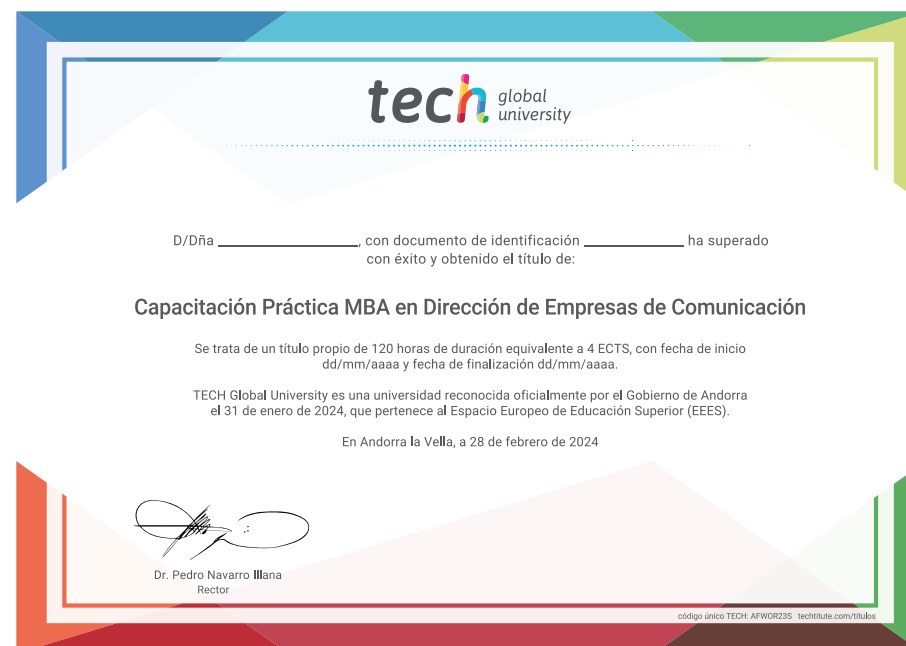 tech global
university
D/Dña ____________________, con documento de identificación ______________ ha superado
con éxito y obtenido el título de:
Capacitación Práctica MBA en Dirección de Empresas de Comunicación
Se trata de un título propio de 120 horas de duración equivalente a 4 ECTS, con fecha de inicio
dd/mm/aaaa y fecha de finalización dd/mm/aaaa.
TECH Global University es una universidad reconocida oficialmente por el Gobierno de Andorra
el 31 de enero de 2024, que pertenece al Espacio Europeo de Educación Superior (EEES).
En Andorra la Vella, a 28 de febrero de 2024
Dr. Pedro Navarro Illana
Rector
código único TECH: AFWOR23S techtitute.com/titulos